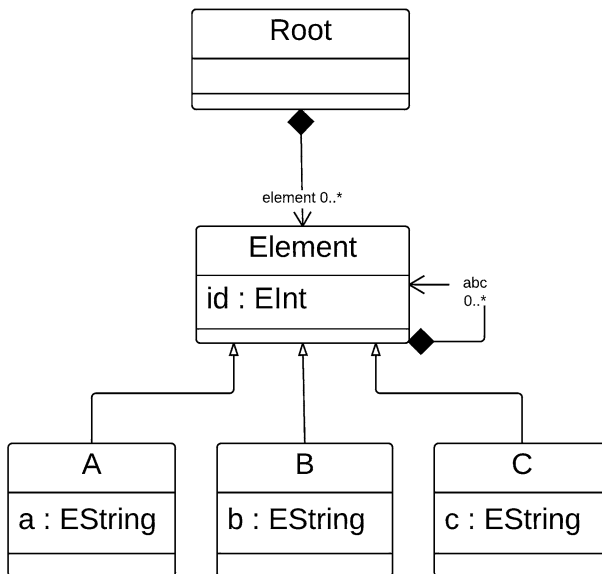 Root
element 0..*
Element
id : EInt
abc
0..*
A
B
C
a : EString
b : EString
c : EString